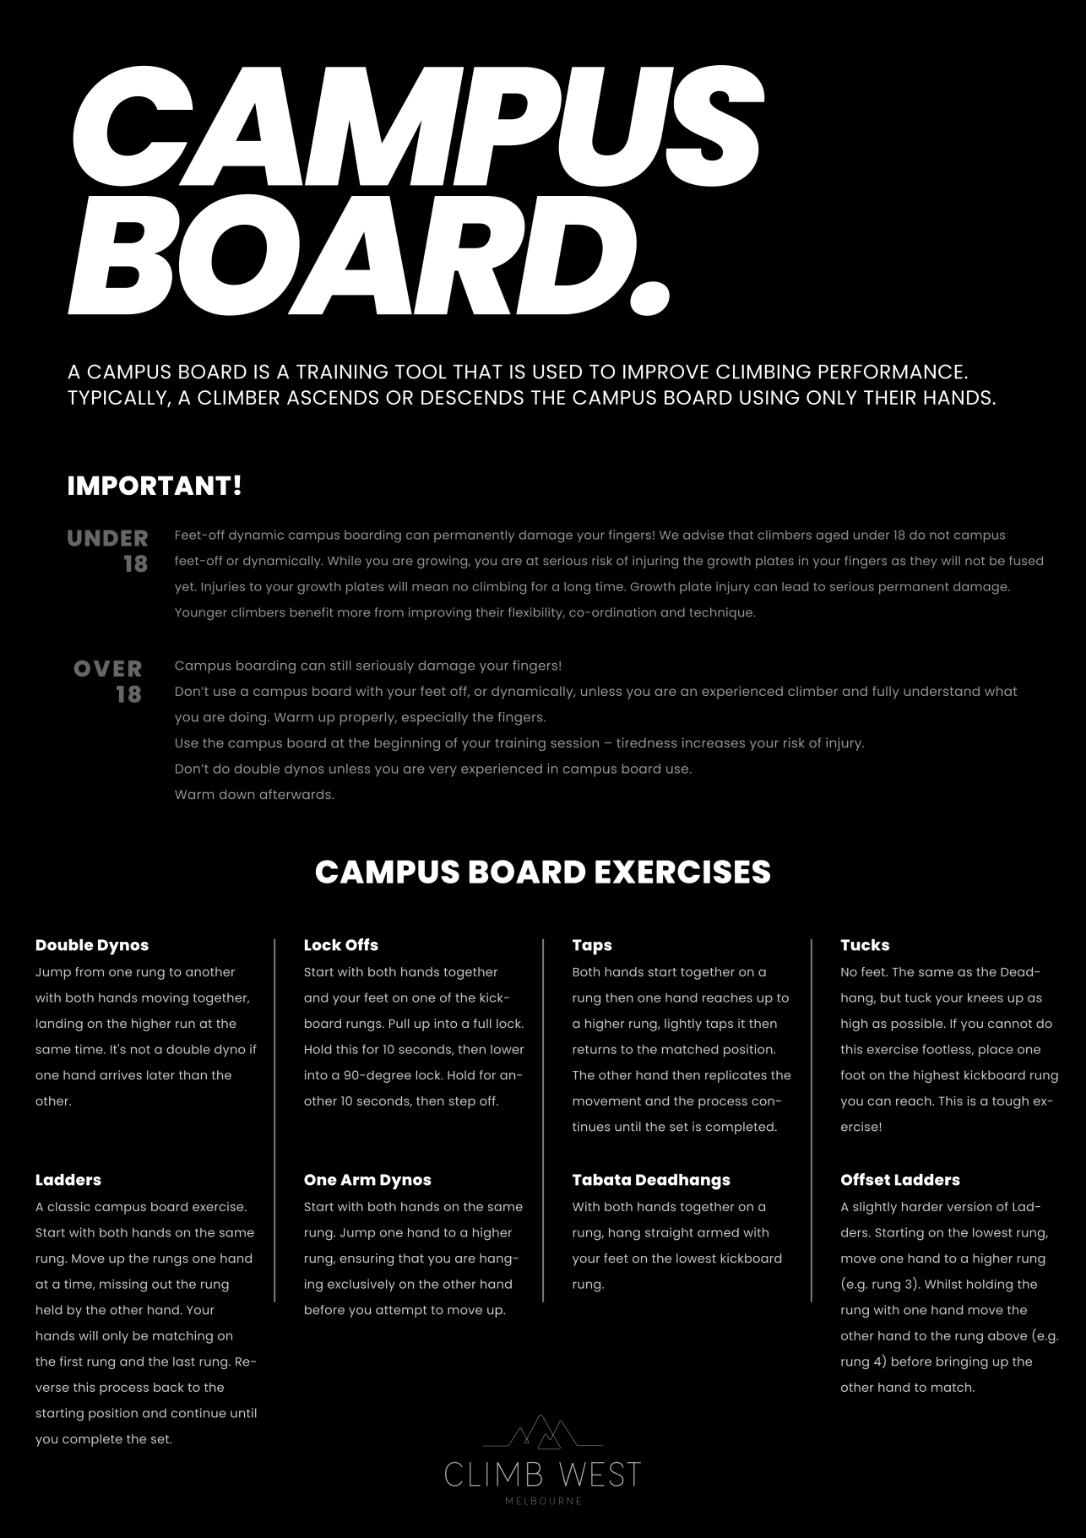 CAMPUS
BOARD.
A CAMPUS BOARD IS A TRAINING TOOL THAT IS USED TO IMPROVE CLIMBING PERFORMANCE.
TYPICALLY, A CLIMBER ASCENDS OR DESCENDS THE CAMPUS BOARD USING ONLY THEIR HANDS.
IMPORTANT!
UNDER
18
Feet-off dynamic campus boarding can permanently damage your fingers! We advise that climbers aged under 18 do not campus
feet-off or dynamically. While you are growing, you are at serious risk of injuring the growth plates in your fingers as they will not be fused
yet. Injuries to your growth plates will mean no climbing for a long time. Growth plate injury can lead to serious permanent damage.
Younger climbers benefit more from improving their flexibility, co-ordination and technique.
OVER
18
Campus boarding can still seriously damage your fingers!
Don't use a campus board with your feet off, or dynamically, unless you are an experienced climber and fully understand what
you are doing. Warm up properly, especially the fingers.
Use the campus board at the beginning of your training session – tiredness increases your risk of injury.
Don't do double dynos unless you are very experienced in campus board use.
Warm down afterwards.
CAMPUS BOARD EXERCISES
Double Dynos
Jump from one rung to another
with both hands moving together,
landing on the higher run at the
same time. It's not a double dyno if
one hand arrives later than the
other.
Lock Offs
Start with both hands together
and your feet on one of the kick-
board rungs. Pull up into a full lock.
Hold this for 10 seconds, then lower
into a 90-degree lock. Hold for an-
other 10 seconds, then step off.
Taps
Both hands start together on a
rung then one hand reaches up to
a higher rung, lightly taps it then
returns to the matched position.
The other hand then replicates the
movement and the process con-
tinues until the set is completed.
Tucks
No feet. The same as the Dead-
hang, but tuck your knees up as
high as possible. If you cannot do
this exercise footless, place one
foot on the highest kickboard rung
you can reach. This is a tough ex-
ercise!
Ladders
A classic campus board exercise.
Start with both hands on the same
rung. Move up the rungs one hand
at a time, missing out the rung
held by the other hand. Your
hands will only be matching on
the first rung and the last rung. Re-
verse this process back to the
starting position and continue until
you complete the set.
One Arm Dynos
Start with both hands on the same
rung. Jump one hand to a higher
rung, ensuring that you are hang-
ing exclusively on the other hand
before you attempt to move up.
Tabata Deadhangs
With both hands together on a
rung, hang straight armed with
your feet on the lowest kickboard
rung.
Offset Ladders
A slightly harder version of Lad-
ders. Starting on the lowest rung,
move one hand to a higher rung
(e.g. rung 3). Whilst holding the
rung with one hand move the
other hand to the rung above (e.g.
rung 4) before bringing up the
other hand to match.
CLIMB WEST
MELBOURNE